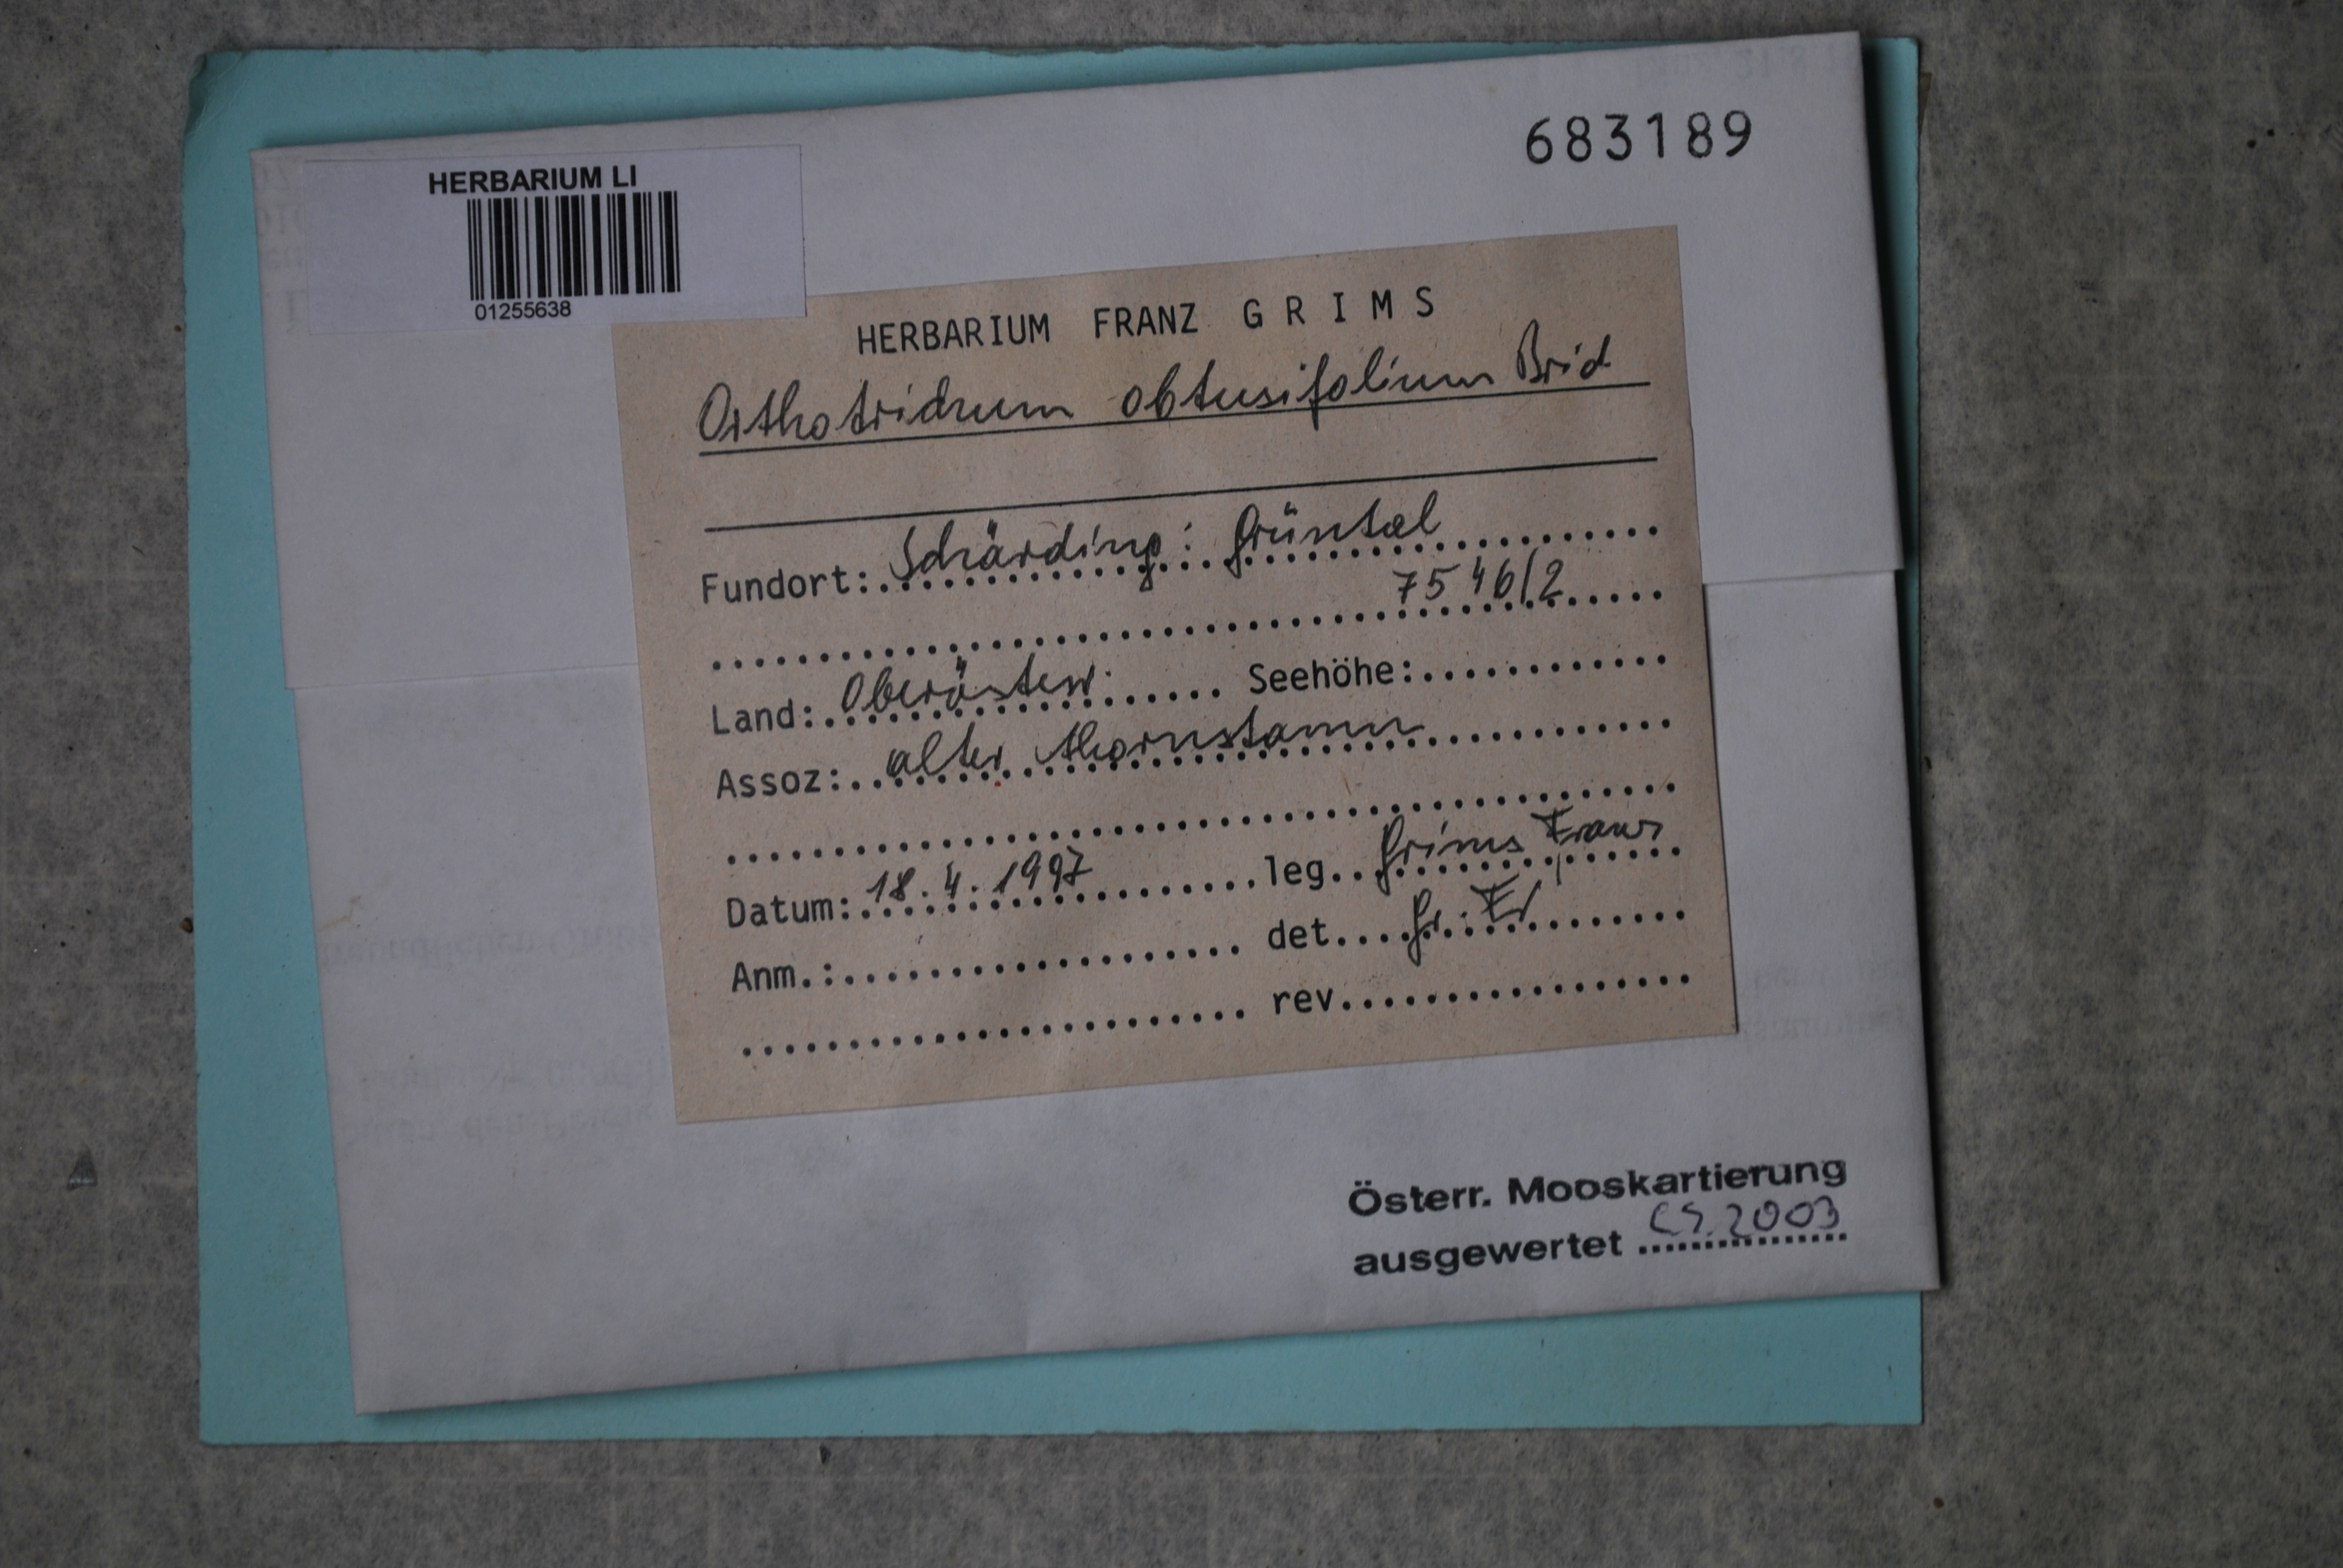 683189
HERBARIUM LI
01255638
HERBARIUM FRANZ GRIMS
Orthotrichum obtusifolium Brid
Fundort: Schärding: Grüntal
7546/2
Land: Oberösterr. Seehöhe:
Assoz: alter Ahornstamm
Datum: 18.4.1997 leg. Grims Franz
Anm.: det. Gr. Fr
rev.
Österr. Mooskartierung
ausgewertet CS.2003